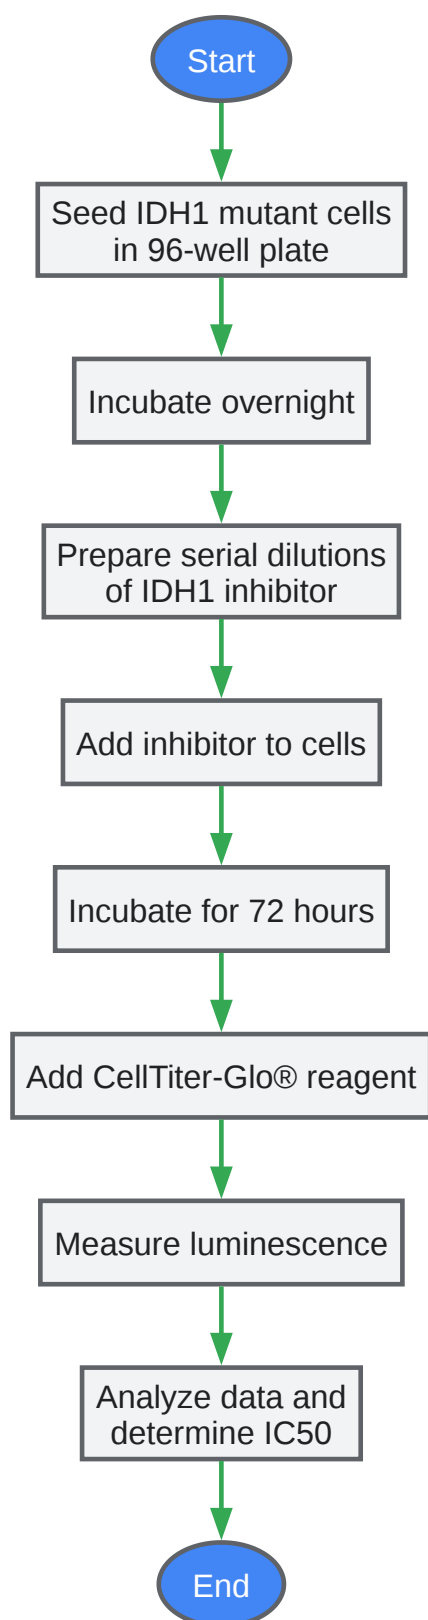 Start
Seed IDH1 mutant cells
in 96-well plate
Incubate overnight
Prepare serial dilutions
of IDH1 inhibitor
Add inhibitor to cells
Incubate for 72 hours
Add CellTiter-Glo® reagent
Measure luminescence
Analyze data and
determine IC50
End